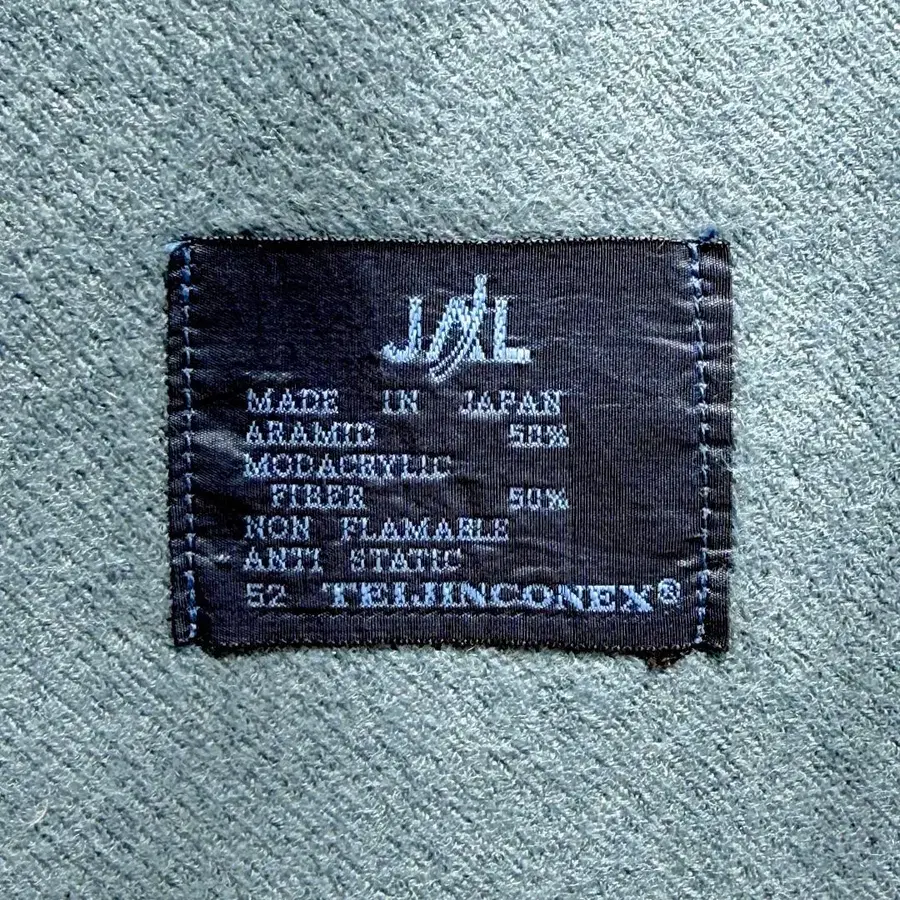 JAL
MADE IN JAPAN
ARAMID 50%
MODACRYLIC
FIBER 50%
NON FLAMABLE
ANTI STATIC
52 TEIJINCONEX®